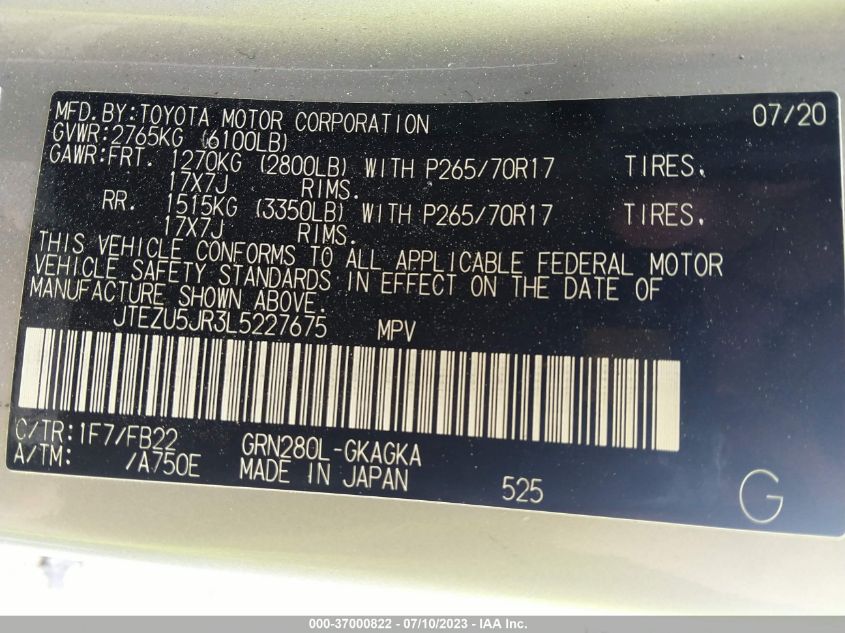 MFD. BY: TOYOTA MOTOR CORPORATION 07/20
GVWR: 2765KG (6100LB)
GAWR: FRT. 1270KG (2800LB) WITH P265/70R17 TIRES.
17X7J RIMS.
RR. 1515KG (3350LB) WITH P265/70R17 TIRES.
17X7J RIMS.
THIS VEHICLE CONFORMS TO ALL APPLICABLE FEDERAL MOTOR
VEHICLE SAFETY STANDARDS IN EFFECT ON THE DATE OF
MANUFACTURE SHOWN ABOVE.
JTEZU5JR3L5227675 MPV
C/TR: 1F7/FB22 GRN280L-GKAGKA
A/TM: /A750E MADE IN JAPAN 525 G
000-37000822 - 07/10/2023 - IAA Inc.